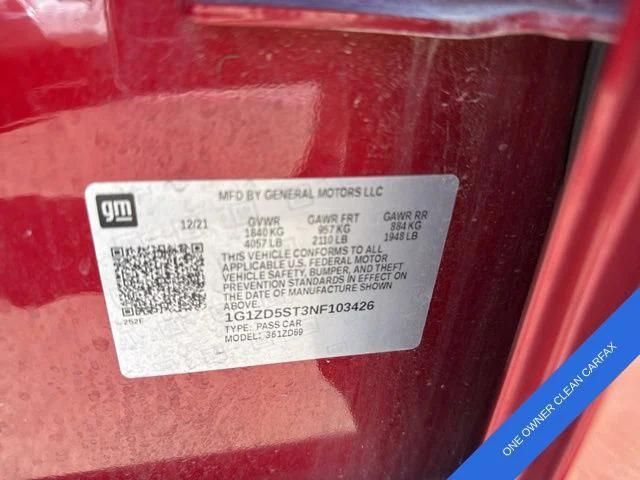 gm
MFD BY GENERAL MOTORS LLC
12/21 GVWR GAWR FRT GAWR RR
1840 KG 957 KG 884 KG
4057 LB 2110 LB 1948 LB
THIS VEHICLE CONFORMS TO ALL
APPLICABLE U.S. FEDERAL MOTOR
VEHICLE SAFETY, BUMPER, AND THEFT
PREVENTION STANDARDS IN EFFECT ON
THE DATE OF MANUFACTURE SHOWN
ABOVE.
1G1ZD5ST3NF103426
TYPE: PASS CAR
MODEL:
ONE OWNER CLEAN CARFAX